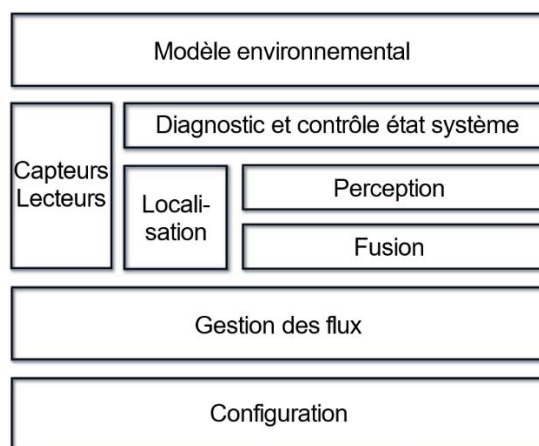 Modèle environnemental
Diagnostic et contrôle état système
Capteurs
Lecteurs
Locali-
sation
Perception
Fusion
Gestion des flux
Configuration